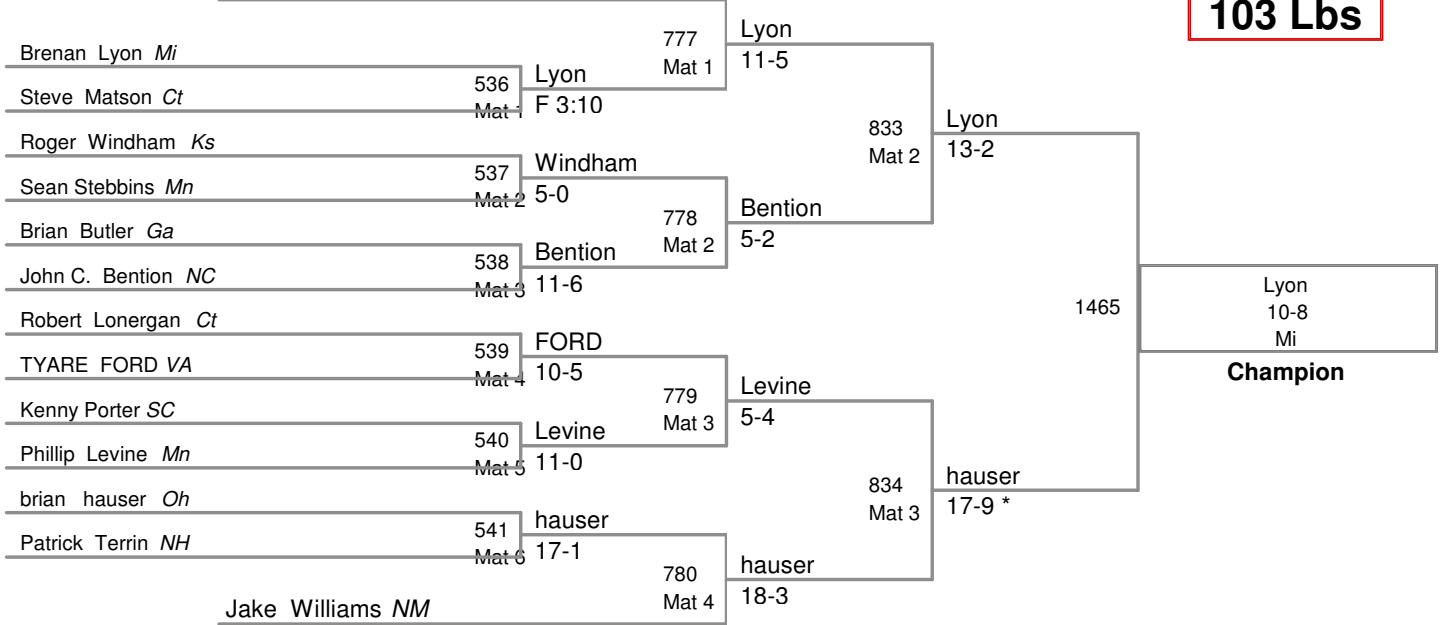 103 Lbs
Brenan Lyon Mi
Steve Matson Ct
Roger Windham Ks
Sean Stebbins Mn
Brian Butler Ga
John C. Bention NC
Robert Lonergan Ct
TYARE FORD VA
Kenny Porter SC
Phillip Levine Mn
brian hauser Oh
Patrick Terrin NH
Jake Williams NM
536
Mat 1
Lyon
F 3:10
537
Mat 2
Windham
5-0
538
Mat 3
Bention
11-6
539
Mat 4
FORD
10-5
540
Mat 5
Levine
11-0
541
Mat 6
hauser
17-1
777
Mat 1
Lyon
11-5
778
Mat 2
Bention
5-2
779
Mat 3
Levine
5-4
780
Mat 4
hauser
18-3
833
Mat 2
Lyon
13-2
834
Mat 3
hauser
17-9 *
1465
Lyon
10-8
Mi
Champion